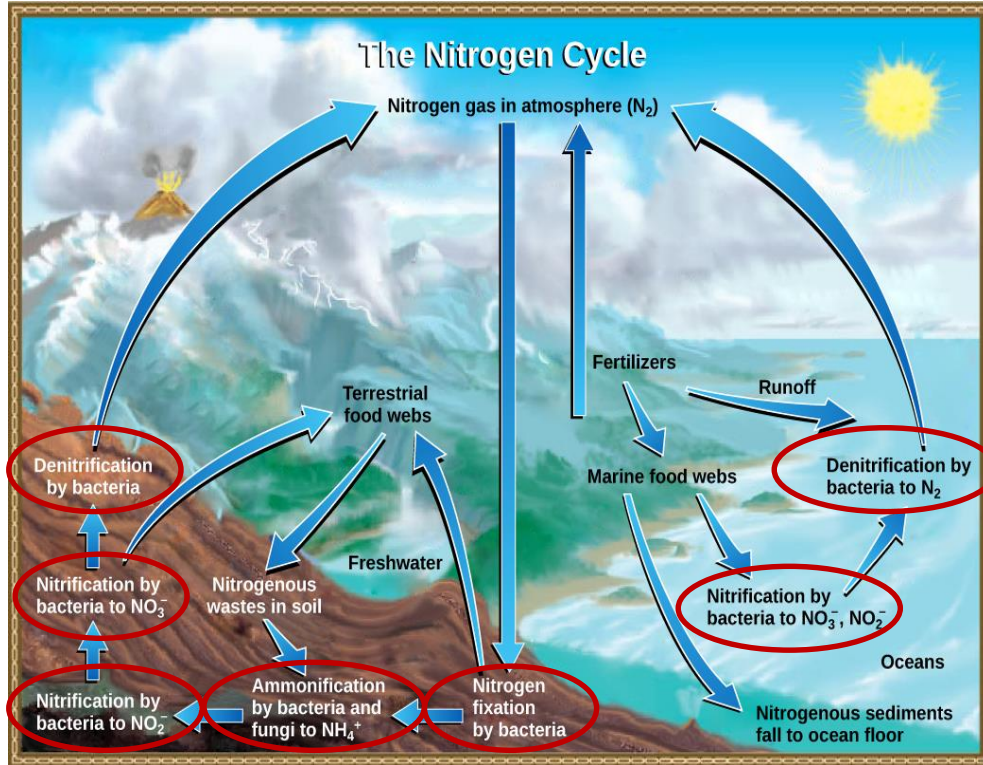 The Nitrogen Cycle
Nitrogen gas in atmosphere (N₂)
Fertilizers
Runoff
Terrestrial
food webs
Denitrification
by bacteria
Marine food webs
Denitrification by
bacteria to N₂
Freshwater
Nitrification by
bacteria to NO₃⁻
Nitrogenous
wastes in soil
Nitrification by
bacteria to NO₃⁻, NO₂⁻
Oceans
Nitrification by
bacteria to NO₂⁻
Ammonification
by bacteria and
fungi to NH₄⁺
Nitrogen
fixation
by bacteria
Nitrogenous sediments
fall to ocean floor